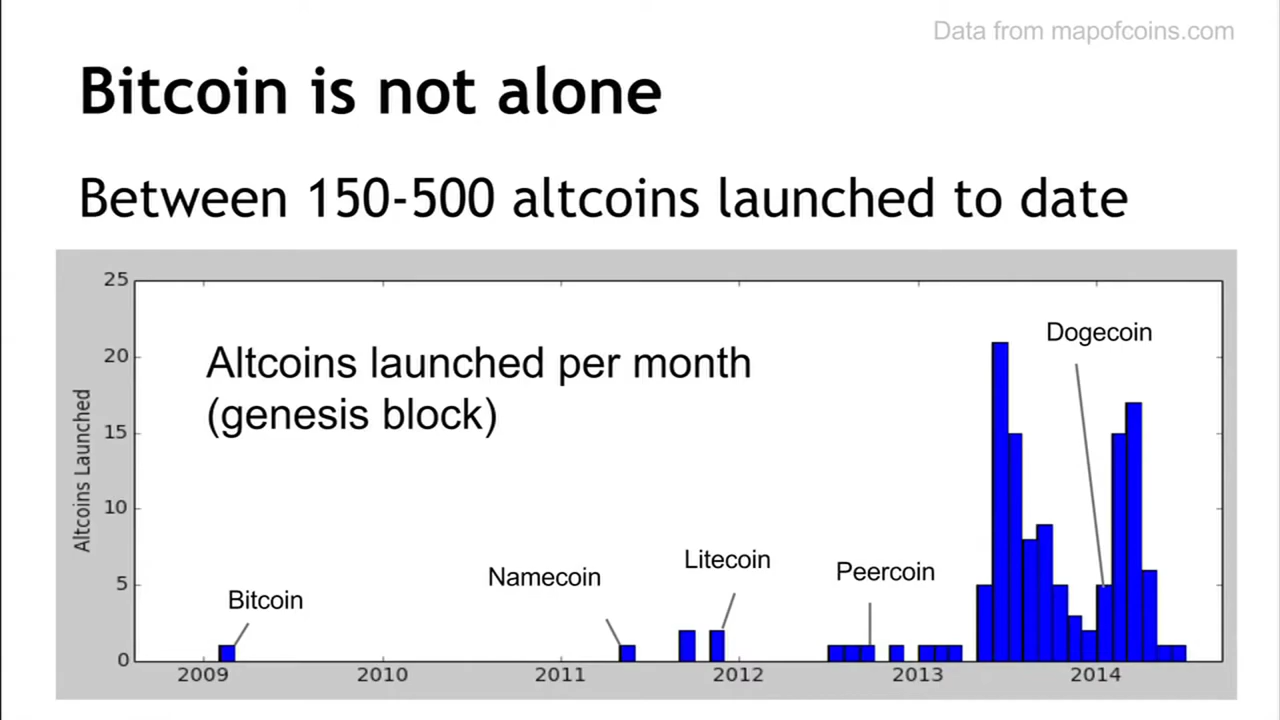 Data from mapofcoins.com
Bitcoin is not alone
Between 150-500 altcoins launched to date
Altcoins launched per month
(genesis block)
Altcoins Launched
25
20
15
10
5
0
Bitcoin
Namecoin
Litecoin
Peercoin
Dogecoin
2009
2010
2011
2012
2013
2014